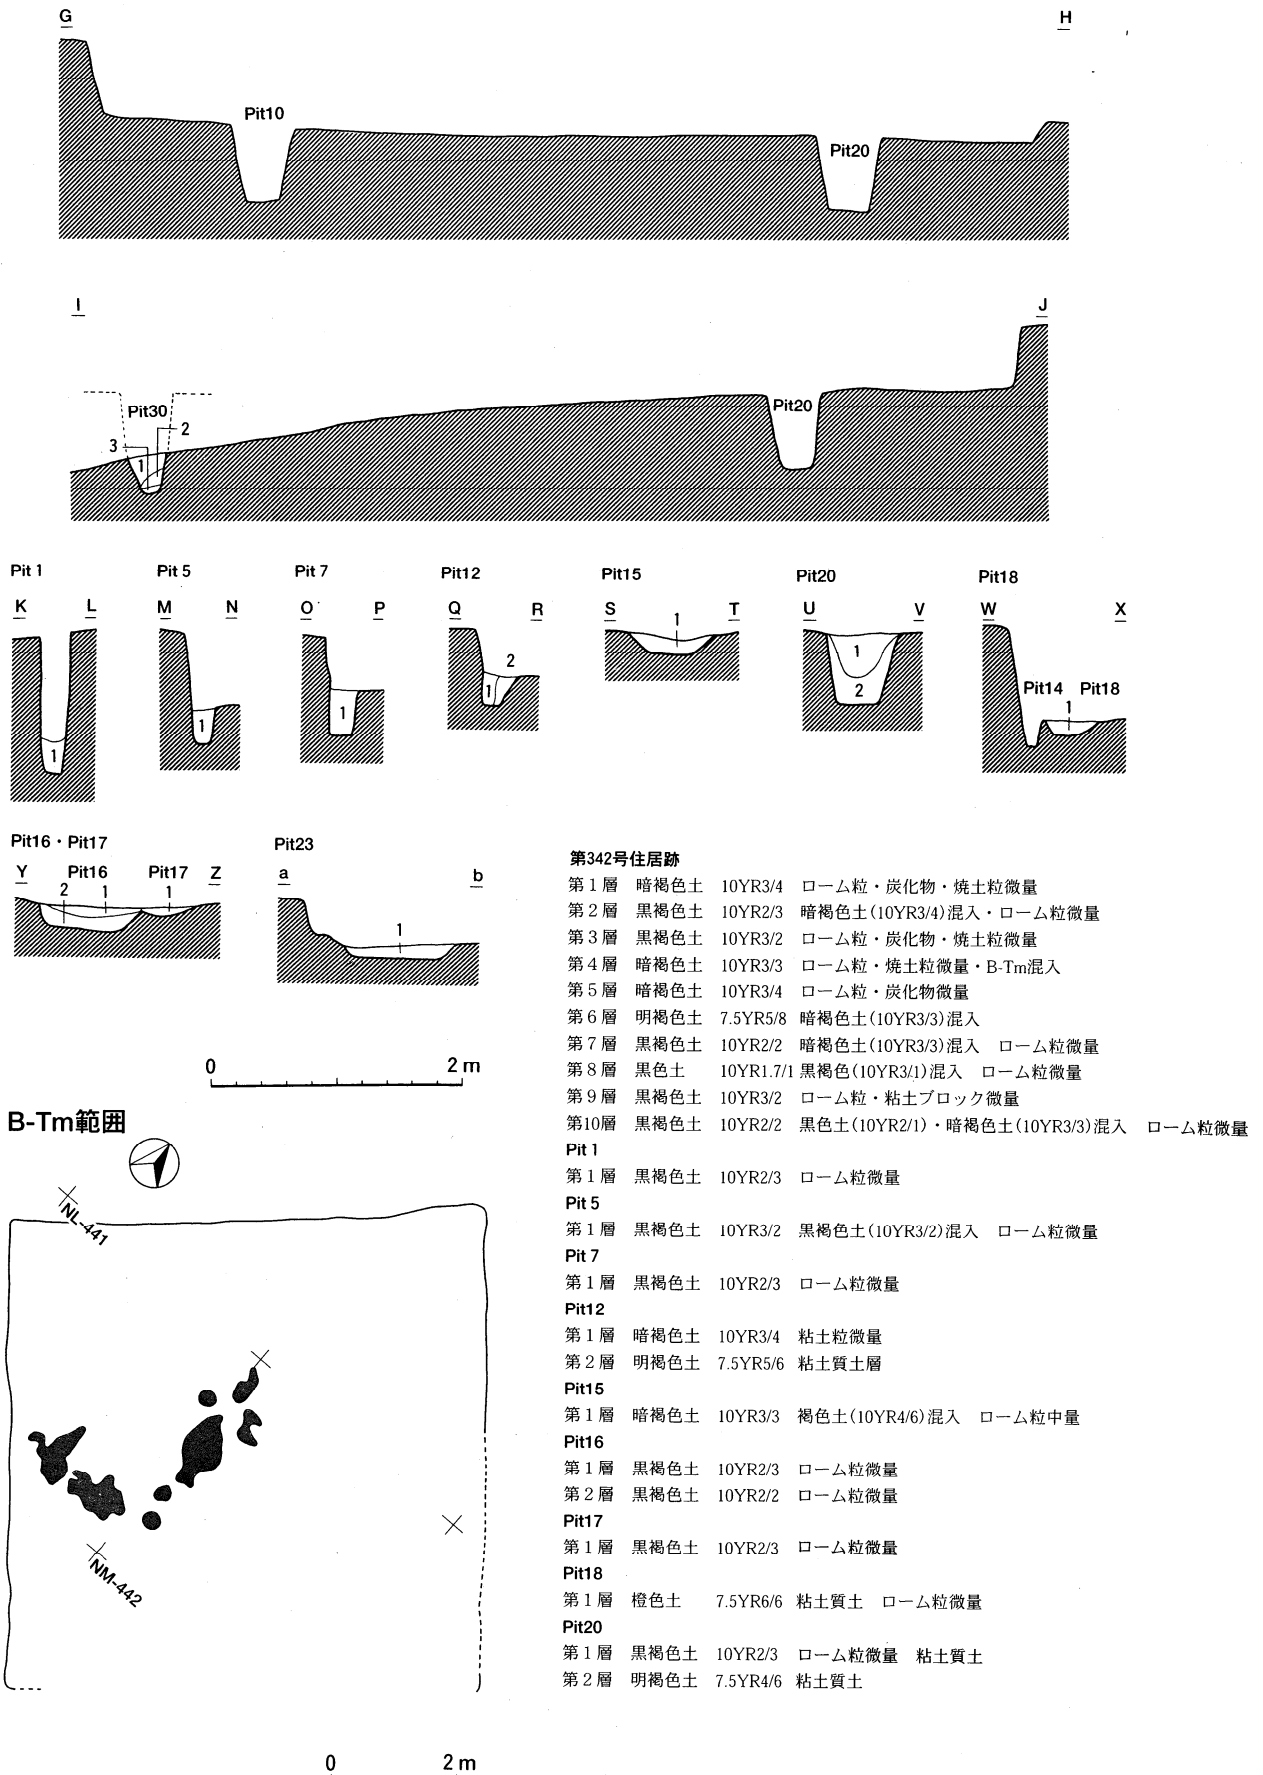 G H
Pit10
Pit20
I J
Pit30
Pit20
2
3
1
Pit 1 Pit 5 Pit 7 Pit12 Pit15 Pit20 Pit18
K L M N O P Q R S T U V W X
1
1
1
2
1
1
1
2
Pit14 Pit18
1
Pit16・Pit17 Pit23
Y Pit16 Pit17 Z a b
2 1 1
1
0 2 m
B-Tm範囲
NL-441
NM-442
0 2 m
第342号住居跡
第1層 暗褐色土 10YR3/4 ローム粒・炭化物・焼土粒微量
第2層 黒褐色土 10YR2/3 暗褐色土(10YR3/4)混入・ローム粒微量
第3層 黒褐色土 10YR3/2 ローム粒・炭化物・焼土粒微量
第4層 暗褐色土 10YR3/3 ローム粒・焼土粒微量・B-Tm混入
第5層 暗褐色土 10YR3/4 ローム粒・炭化物微量
第6層 明褐色土 7.5YR5/8 暗褐色土(10YR3/3)混入
第7層 黒褐色土 10YR2/2 暗褐色土(10YR3/3)混入 ローム粒微量
第8層 黒色土 10YR1.7/1 黒褐色(10YR3/1)混入 ローム粒微量
第9層 黒褐色土 10YR3/2 ローム粒・粘土ブロック微量
第10層 黒褐色土 10YR2/2 黒色土(10YR2/1)・暗褐色土(10YR3/3)混入 ローム粒微量
Pit 1
第1層 黒褐色土 10YR2/3 ローム粒微量
Pit 5
第1層 黒褐色土 10YR3/2 黒褐色土(10YR3/2)混入 ローム粒微量
Pit 7
第1層 黒褐色土 10YR2/3 ローム粒微量
Pit12
第1層 暗褐色土 10YR3/4 粘土粒微量
第2層 明褐色土 7.5YR5/6 粘土質土層
Pit15
第1層 暗褐色土 10YR3/3 褐色土(10YR4/6)混入 ローム粒中量
Pit16
第1層 黒褐色土 10YR2/3 ローム粒微量
第2層 黒褐色土 10YR2/2 ローム粒微量
Pit17
第1層 黒褐色土 10YR2/3 ローム粒微量
Pit18
第1層 橙色土 7.5YR6/6 粘土質土 ローム粒微量
Pit20
第1層 黒褐色土 10YR2/3 ローム粒微量 粘土質土
第2層 明褐色土 7.5YR4/6 粘土質土